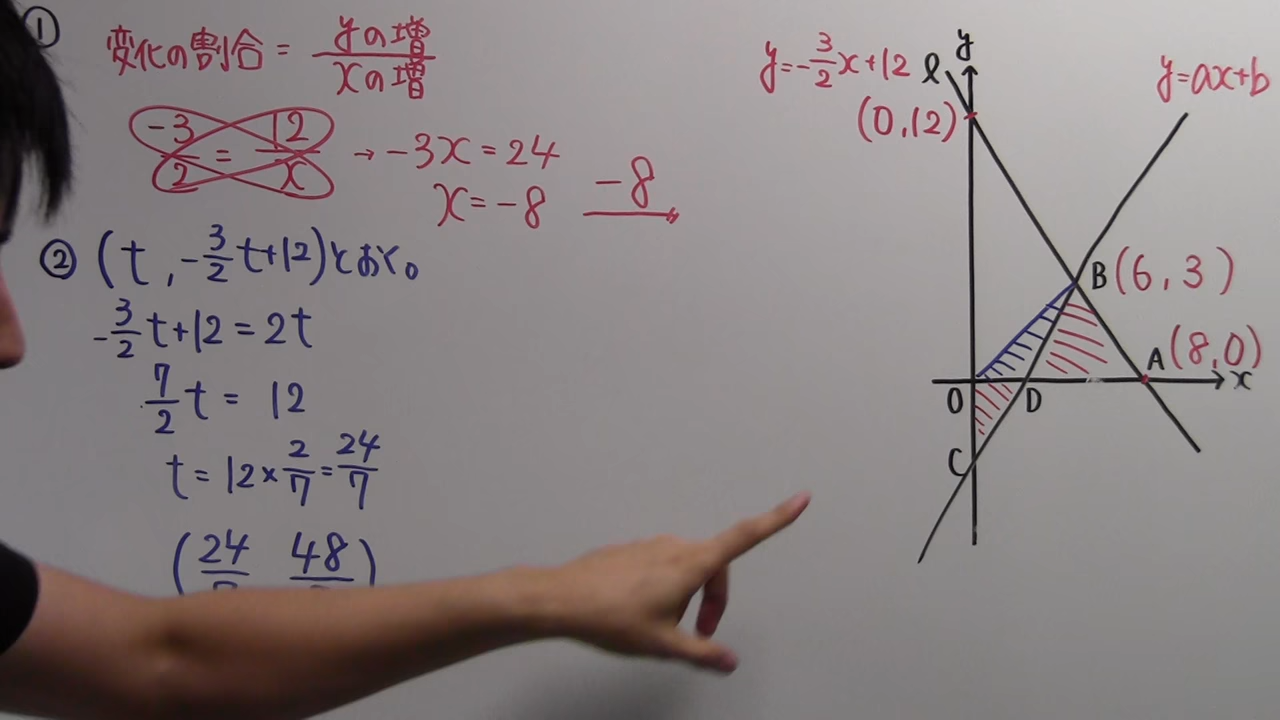 ①
変化の割合 = yの増/xの増
-3/2 = 12/x → -3x = 24
x = -8 -8
② (t, -3/2t+12)とおく。
-3/2t+12 = 2t
7/2t = 12
t = 12×2/7 = 24/7
(24 48)
y=-3/2x+12
l
y
y=ax+b
(0,12)
B(6,3)
A(8,0)
x
O
D
C